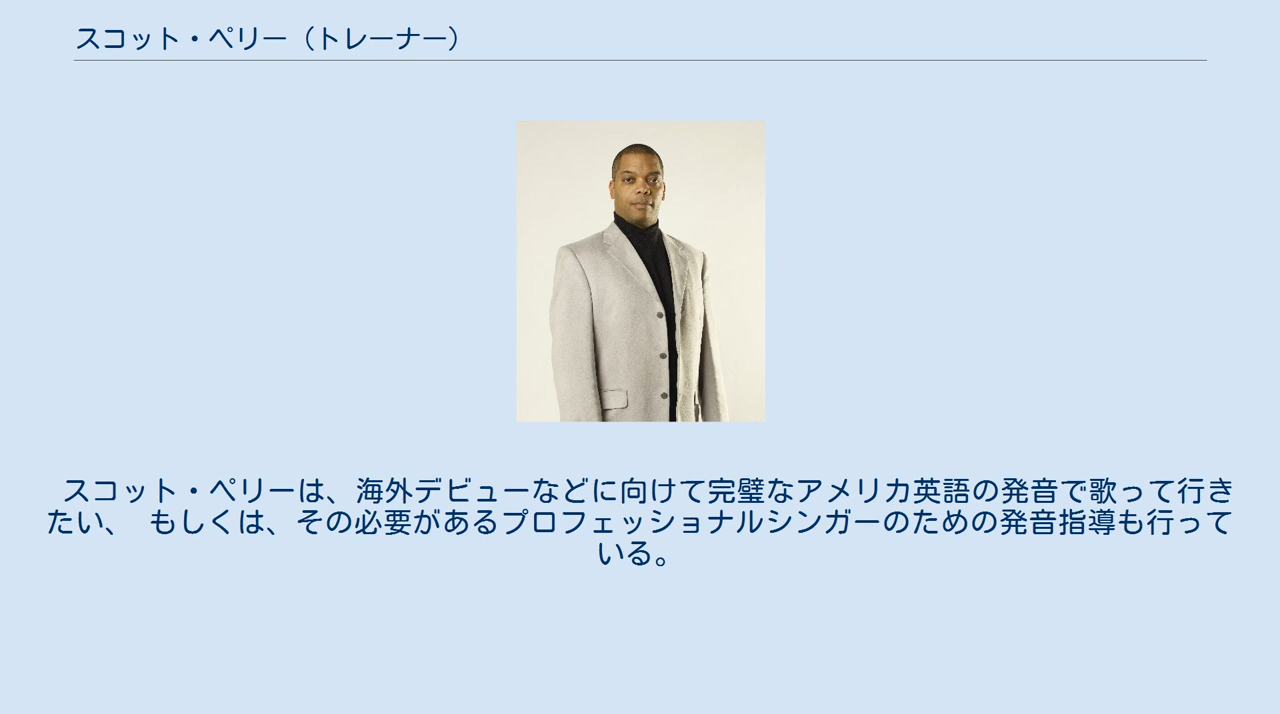 スコット・ペリー（トレーナー）
スコット・ペリーは、海外デビューなどに向けて完璧なアメリカ英語の発音で歌って行き
たい、 もしくは、その必要があるプロフェッショナルシンガーのための発音指導も行って
いる。